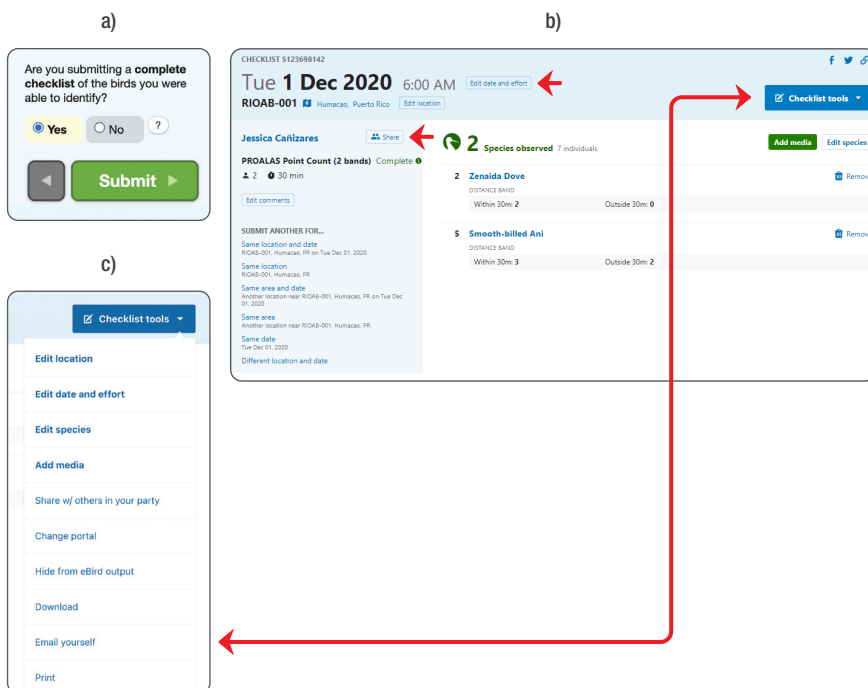 a)
Are you submitting a complete
checklist of the birds you were
able to identify?
Yes
No
?
Submit
b)
CHECKLIST S123698142
Tue 1 Dec 2020 6:00 AM Edit date and effort
RIOAB-001 Humacao, Puerto Rico Edit location
Checklist tools
Jessica Cañizares Share
PROALAS Point Count (2 bands) Complete
2 30 min
Edit comments
SUBMIT ANOTHER FOR...
Same location and date
RIOAB-001, Humacao, PR on Tue Dec 01, 2020
Same location
RIOAB-001, Humacao, PR
Same area and date
Another location near RIOAB-001, Humacao, PR on Tue Dec
01, 2020
Same area
Another location near RIOAB-001, Humacao, PR
Same date
Tue Dec 01, 2020
Different location and date
2 Species observed 7 individuals
Add media Edit species
2 Zenaida Dove Remov
DISTANCE BAND
Within 30m: 2 Outside 30m: 0
5 Smooth-billed Ani Remov
DISTANCE BAND
Within 30m: 3 Outside 30m: 2
c)
Checklist tools
Edit location
Edit date and effort
Edit species
Add media
Share w/ others in your party
Change portal
Hide from eBird output
Download
Email yourself
Print